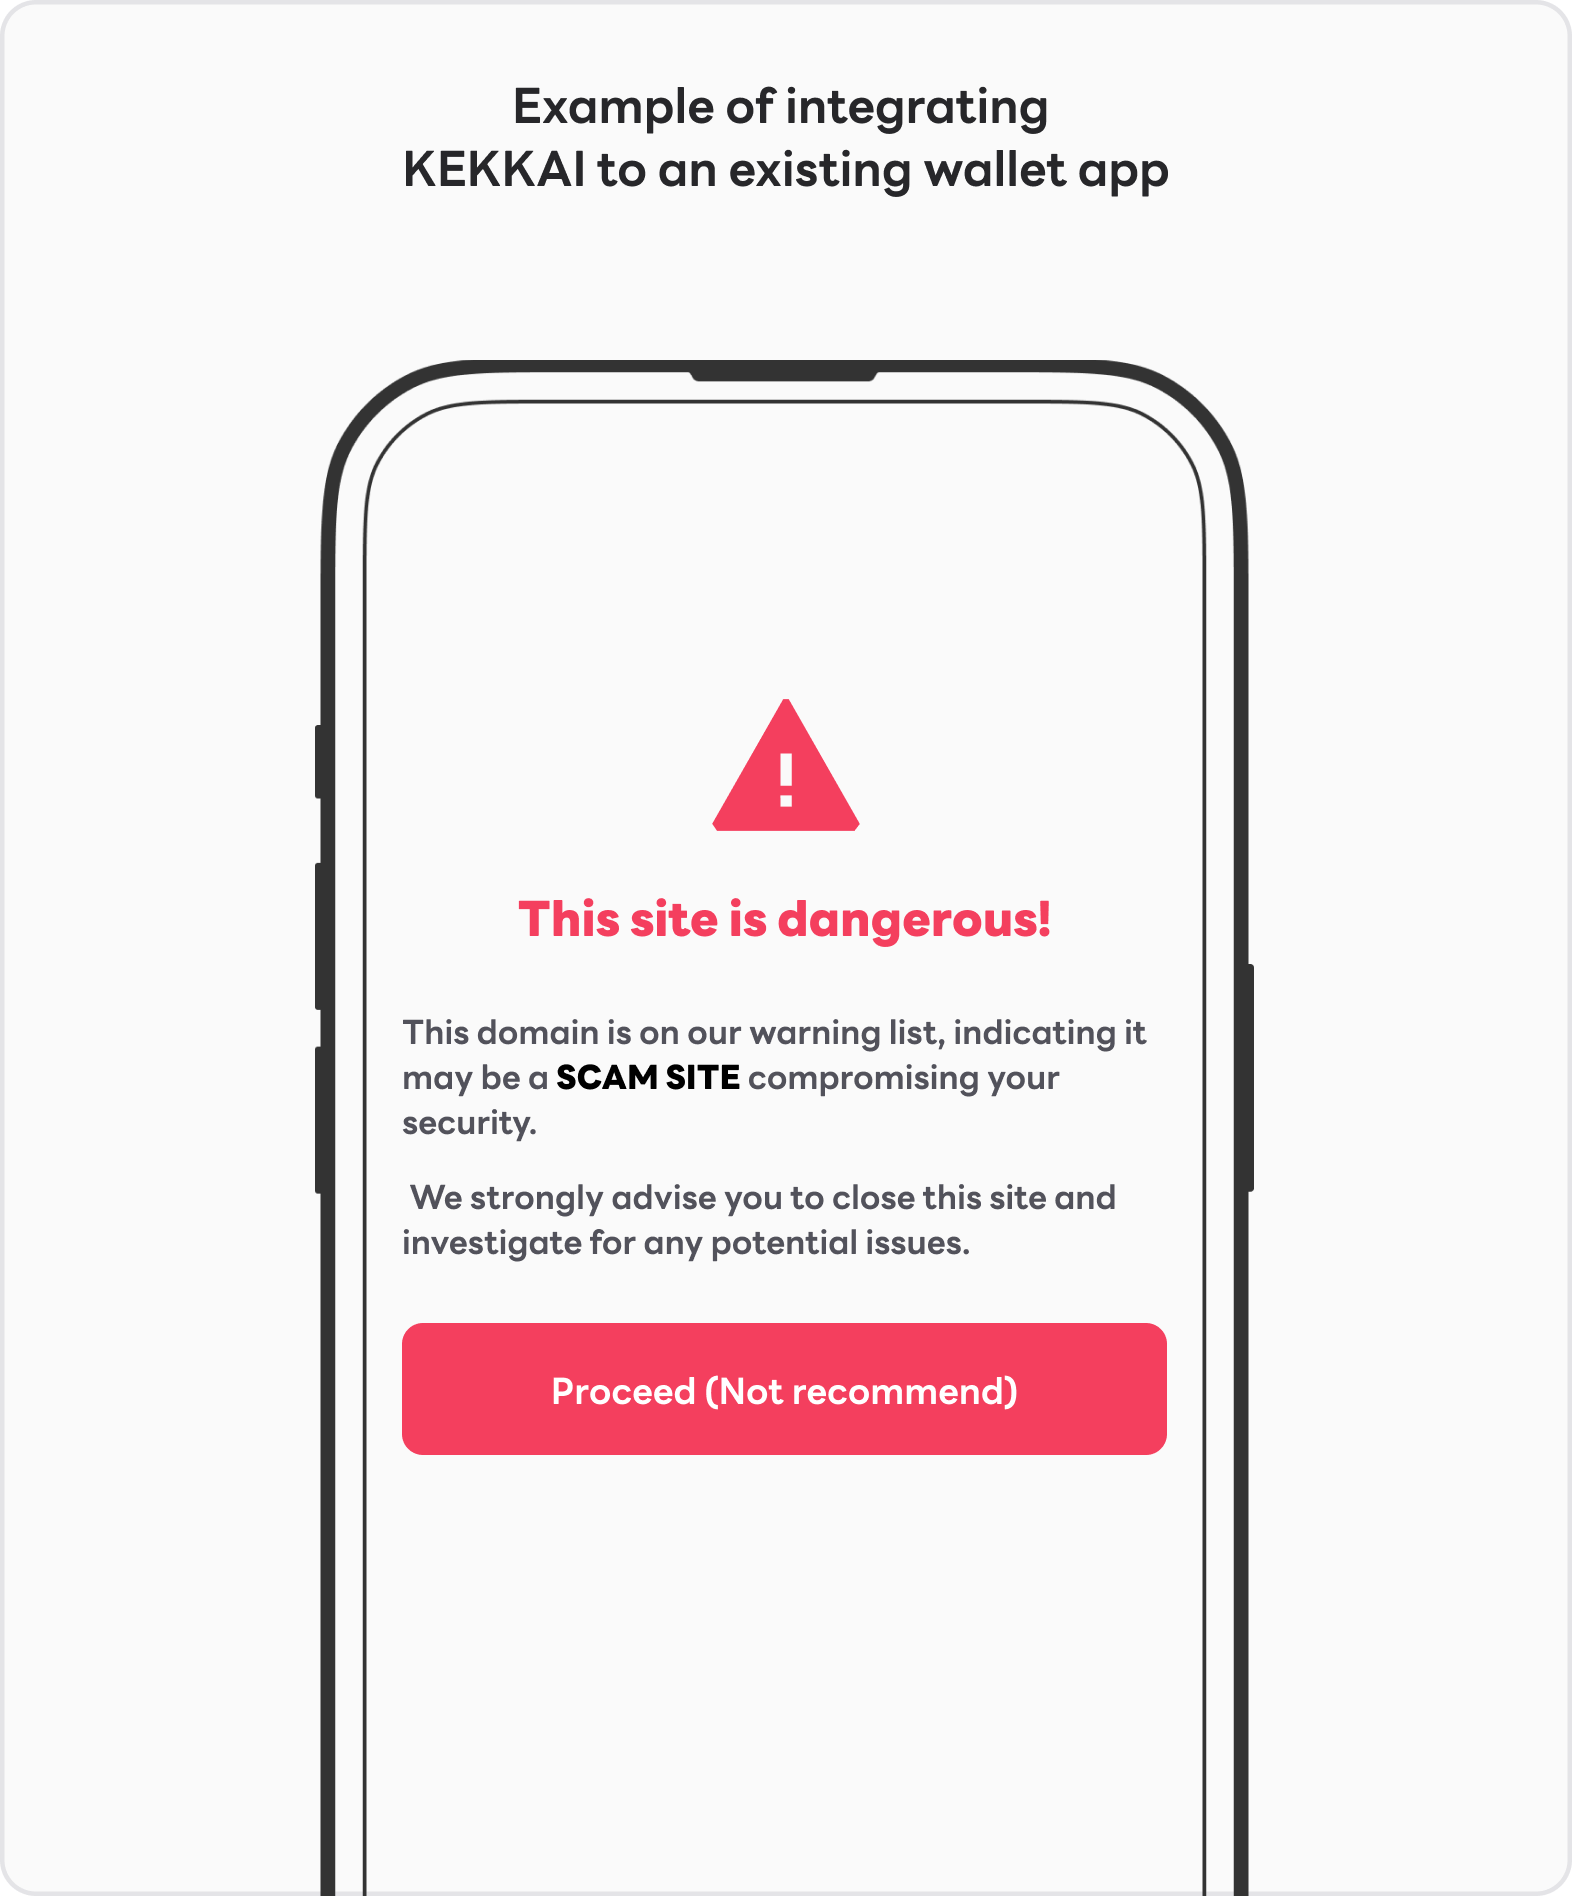 Example of integrating
KEKKAI to an existing wallet app
This site is dangerous!
This domain is on our warning list, indicating it
may be a SCAM SITE compromising your
security.
We strongly advise you to close this site and
investigate for any potential issues.
Proceed (Not recommend)